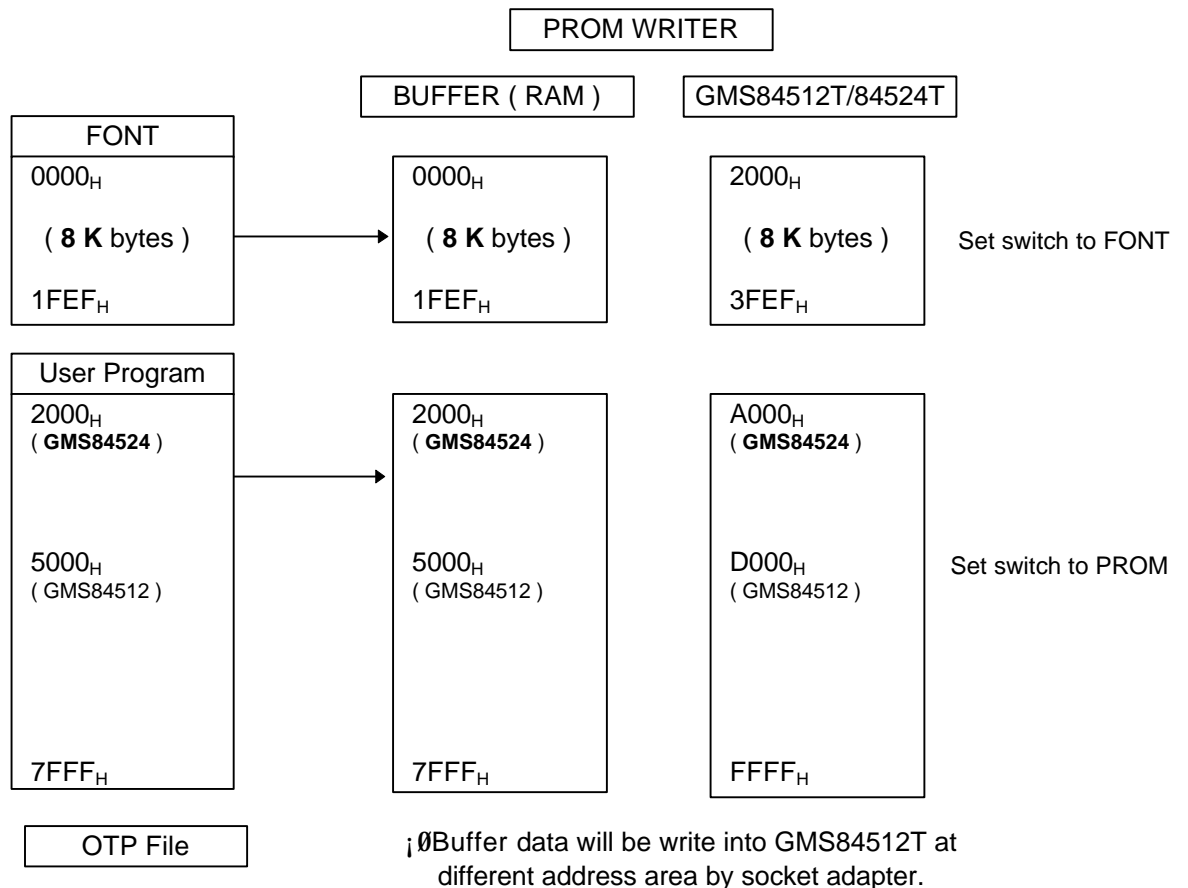 PROM WRITER
BUFFER ( RAM )
GMS84512T/84524T
FONT
0000H
( 8 K bytes )
1FEFH
0000H
( 8 K bytes )
1FEFH
2000H
( 8 K bytes )
3FEFH
Set switch to FONT
User Program
2000H
( GMS84524 )
5000H
( GMS84512 )
7FFFH
2000H
( GMS84524 )
5000H
( GMS84512 )
7FFFH
A000H
( GMS84524 )
D000H
( GMS84512 )
FFFFH
Set switch to PROM
OTP File
¡ØBuffer data will be write into GMS84512T at
different address area by socket adapter.